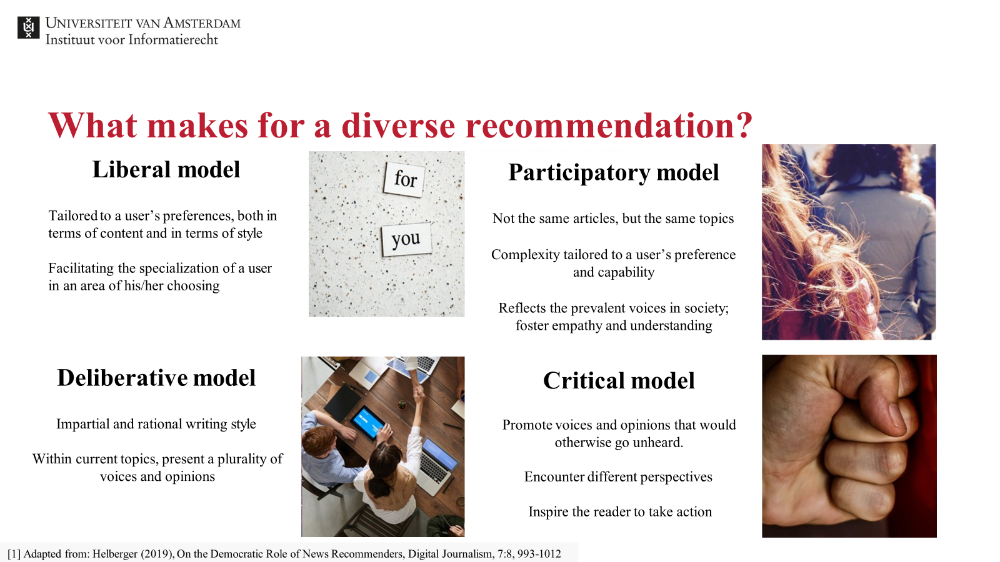 UNIVERSITEIT VAN AMSTERDAM
Instituut voor Informatierecht
What makes for a diverse recommendation?
Liberal model
Tailored to a user’s preferences, both in
terms of content and in terms of style
Facilitating the specialization of a user
in an area of his/her choosing
for
you
Participatory model
Not the same articles, but the same topics
Complexity tailored to a user’s preference
and capability
Reflects the prevalent voices in society;
foster empathy and understanding
Deliberative model
Impartial and rational writing style
Within current topics, present a plurality of
voices and opinions
Critical model
Promote voices and opinions that would
otherwise go unheard.
Encounter different perspectives
Inspire the reader to take action
[1] Adapted from: Helberger (2019), On the Democratic Role of News Recommenders, Digital Journalism, 7:8, 993-1012